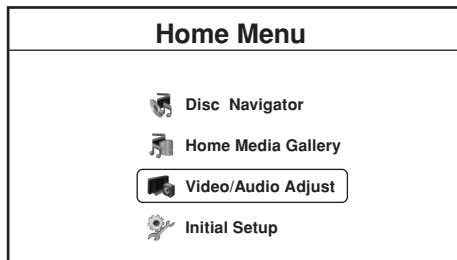 Home Menu
Disc Navigator
Home Media Gallery
Video/Audio Adjust
Initial Setup